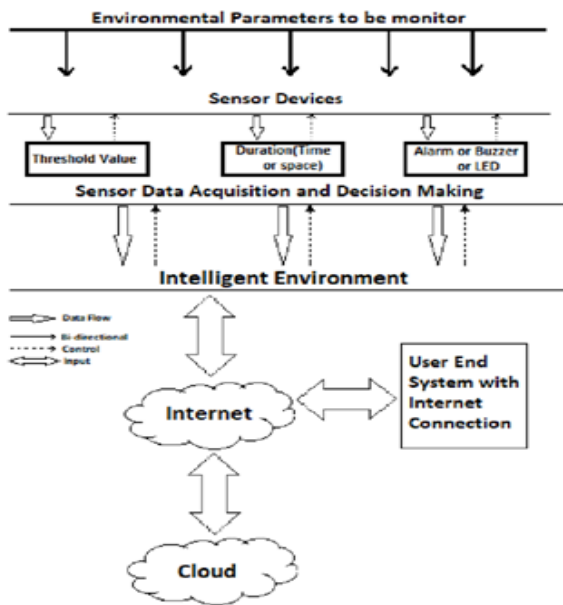 Environmental Parameters to be monitor
Sensor Devices
Threshold Value
Duration(Time
or space)
Alarm or Buzzer
or LED
Sensor Data Acquisition and Decision Making
Intelligent Environment
Data Flow
Bi-directional
Control
Input
Internet
User End
System with
Internet
Connection
Cloud